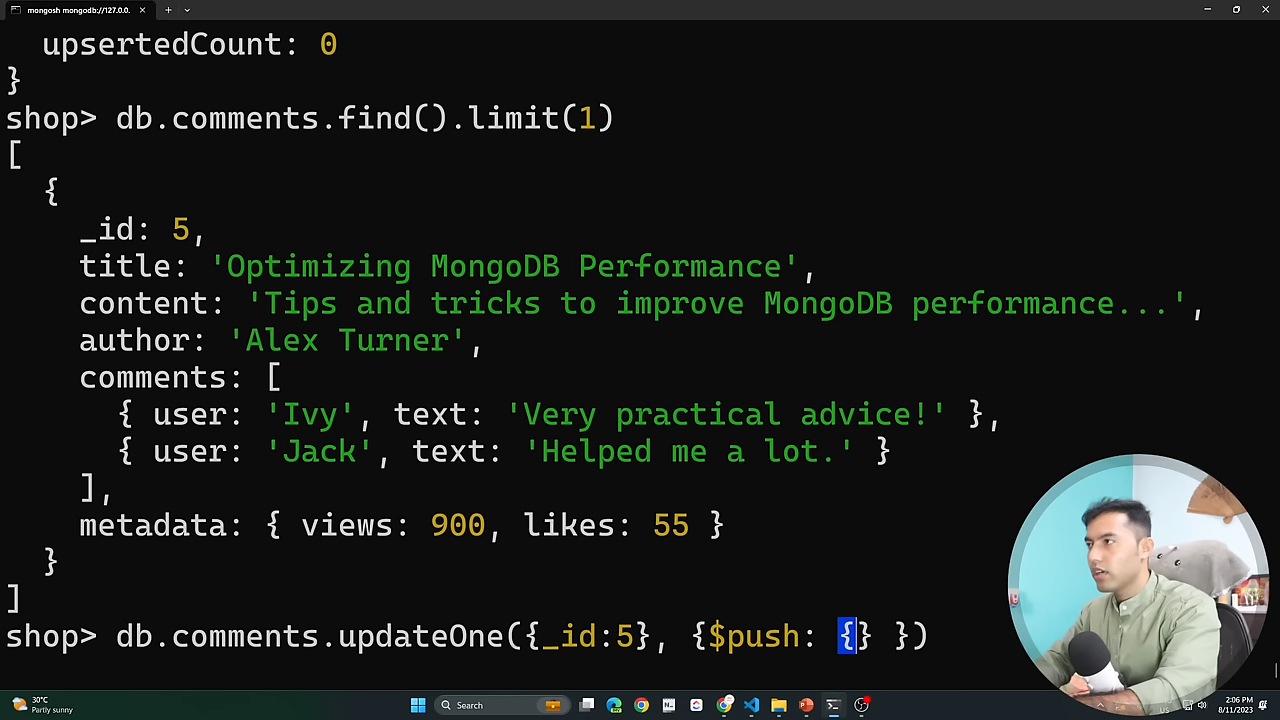 mongosh mongodb://127.0.0.
upsertedCount: 0
}
shop> db.comments.find().limit(1)
[
{
_id: 5,
title: 'Optimizing MongoDB Performance',
content: 'Tips and tricks to improve MongoDB performance...',
author: 'Alex Turner',
comments: [
{ user: 'Ivy', text: 'Very practical advice!' },
{ user: 'Jack', text: 'Helped me a lot.' }
],
metadata: { views: 900, likes: 55 }
}
]
shop> db.comments.updateOne({_id:5}, {$push: {} })
30°C
Partly sunny
Search
2:06 PM
8/11/2023